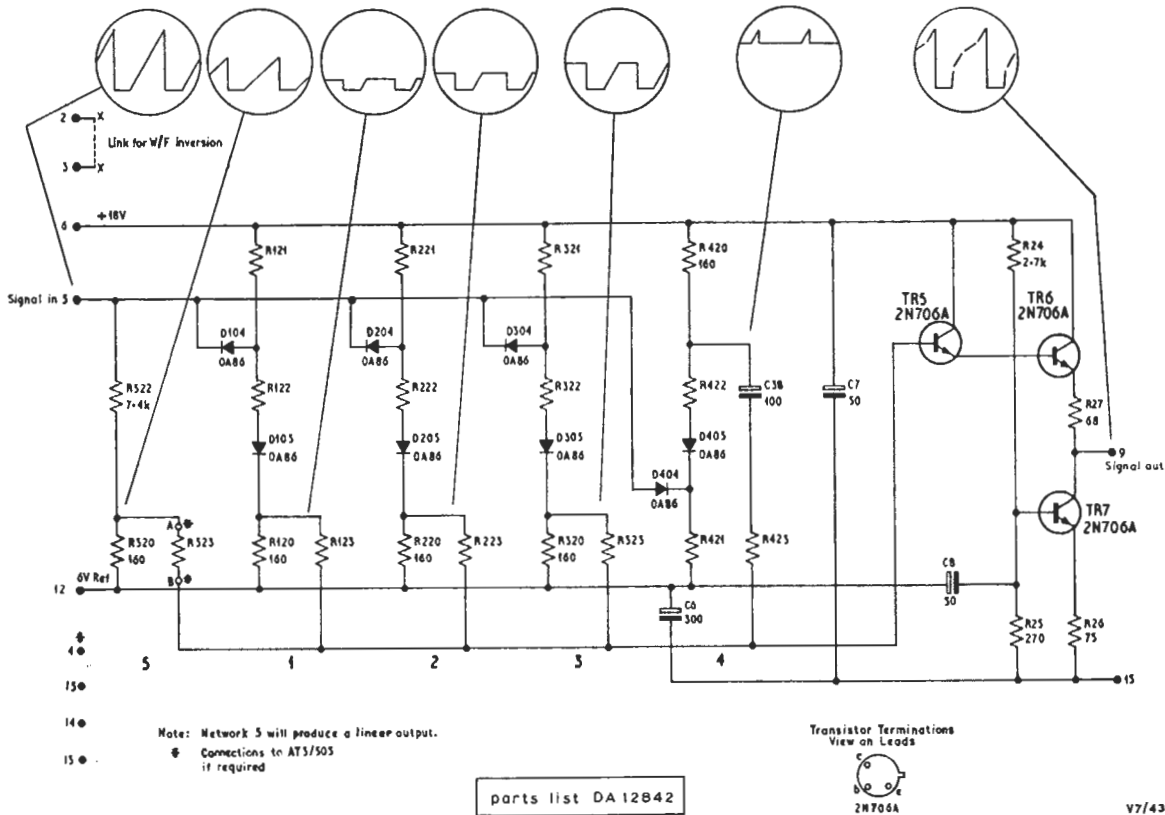 2 x
Link for W/F Inversion
3 x
6 +18V
R121
R221
R321
R420
160
R24
2·7k
Signal in 5
TR5
2N706A
TR6
2N706A
D104
OA86
D204
OA86
D304
OA86
R522
7·4k
R122
R222
R322
R422
C38
100
C7
50
R27
68
D105
OA86
D205
OA86
D305
OA86
D405
OA86
9
Signal out
D404
OA86
TR7
2N706A
A *
R520
160
R523
R120
160
R123
R220
160
R223
R320
160
R323
R421
R423
B *
6V Ref
12
C8
50
C6
300
R25
270
R26
75
*
4
5
1
2
3
4
15
13
14
15
Note: Network 5 will produce a linear output.
* Connections to AT5/503
if required
Transistor Terminations
View on Leads
c
b
e
2N706A
parts list DA 12842
V7/43